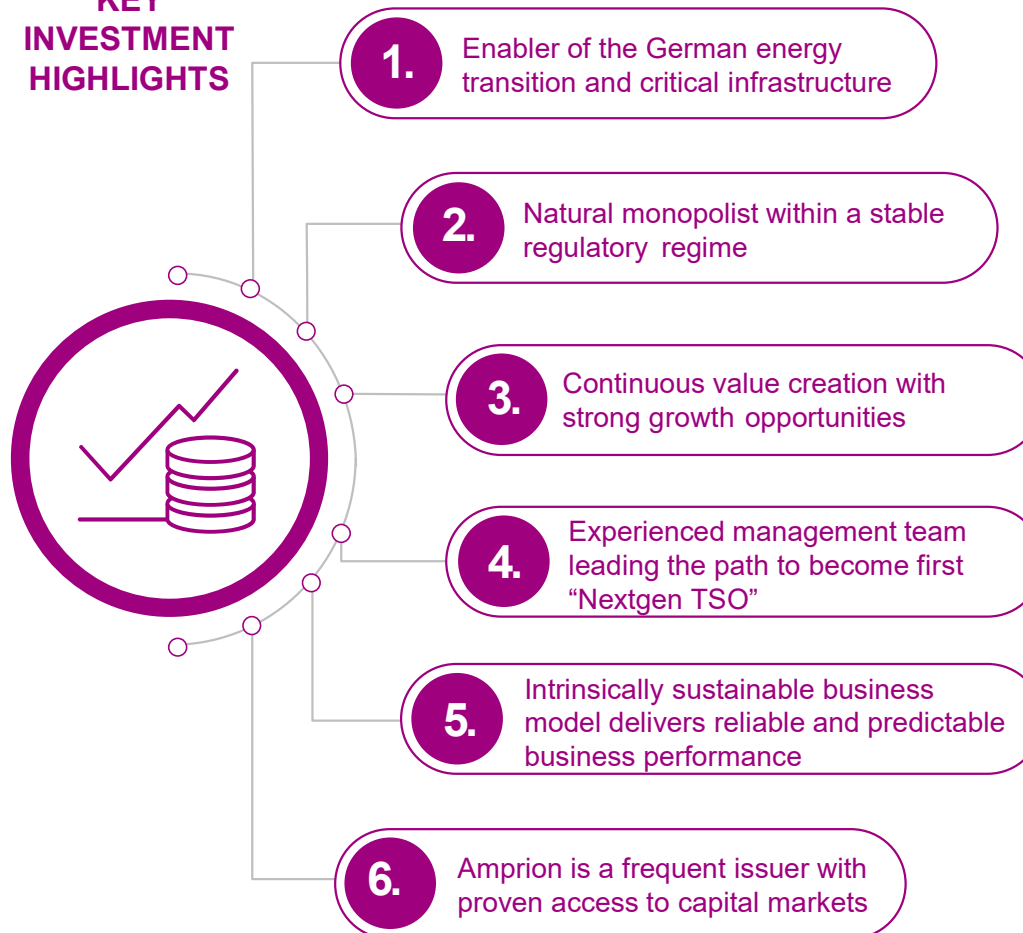 KEY
INVESTMENT
HIGHLIGHTS
1.
Enabler of the German energy
transition and critical infrastructure
2.
Natural monopolist within a stable
regulatory regime
3.
Continuous value creation with
strong growth opportunities
4.
Experienced management team
leading the path to become first
“Nextgen TSO”
5.
Intrinsically sustainable business
model delivers reliable and predictable
business performance
6.
Amprion is a frequent issuer with
proven access to capital markets